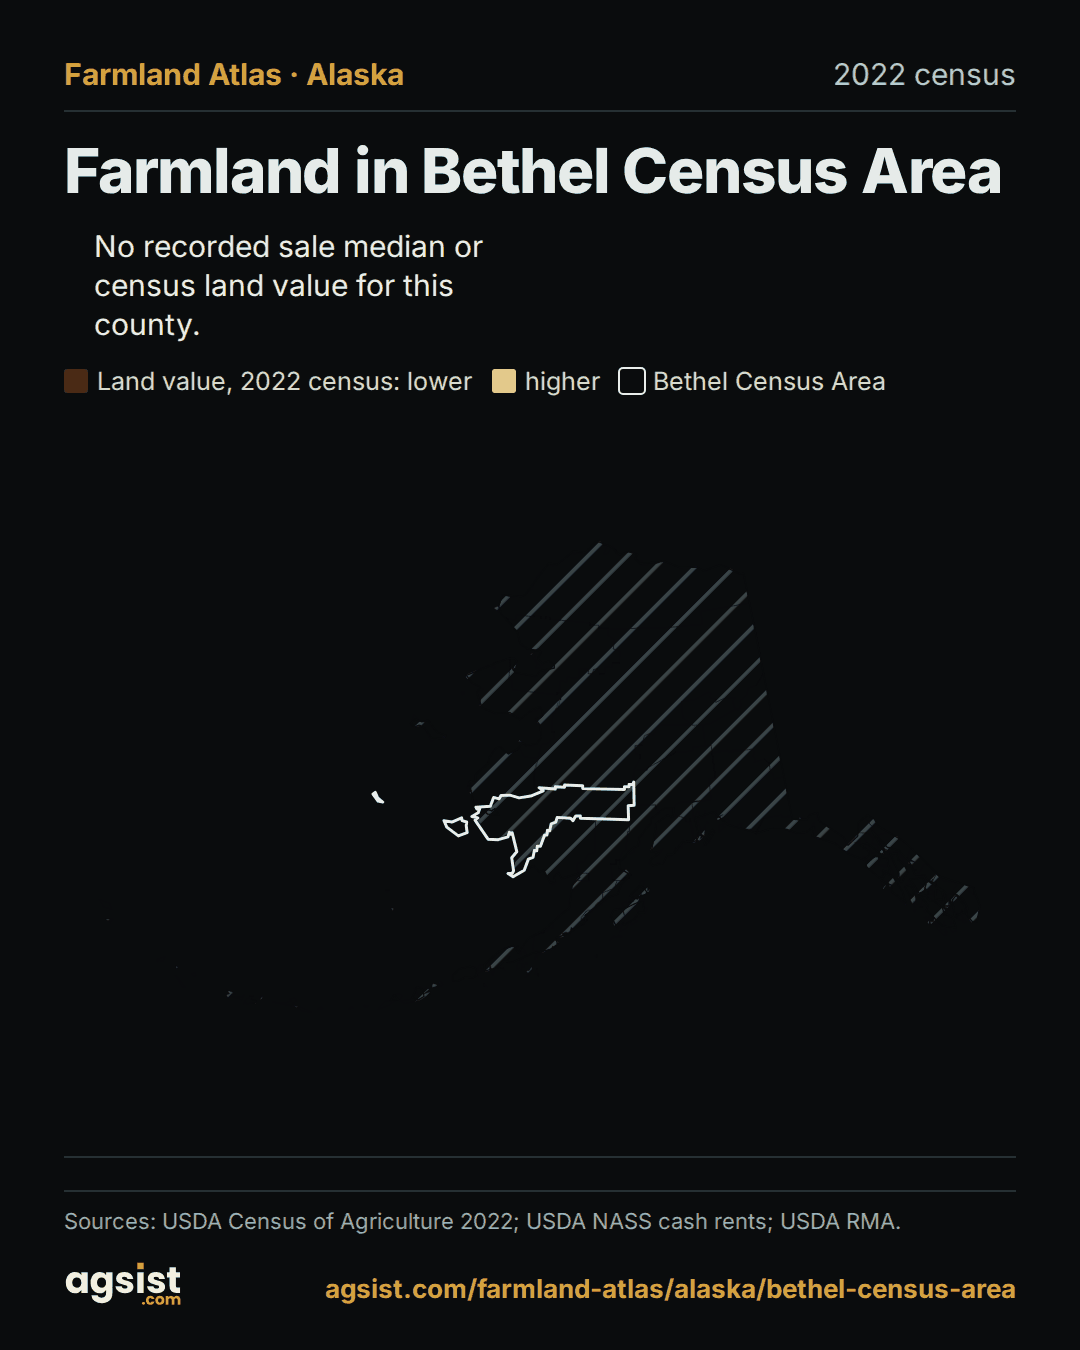 Farmland Atlas · Alaska
2022 census
Farmland in Bethel Census Area
No recorded sale median or
census land value for this
county.
Land value, 2022 census: lower higher Bethel Census Area
Sources: USDA Census of Agriculture 2022; USDA NASS cash rents; USDA RMA.
agsist
.com
agsist.com/farmland-atlas/alaska/bethel-census-area